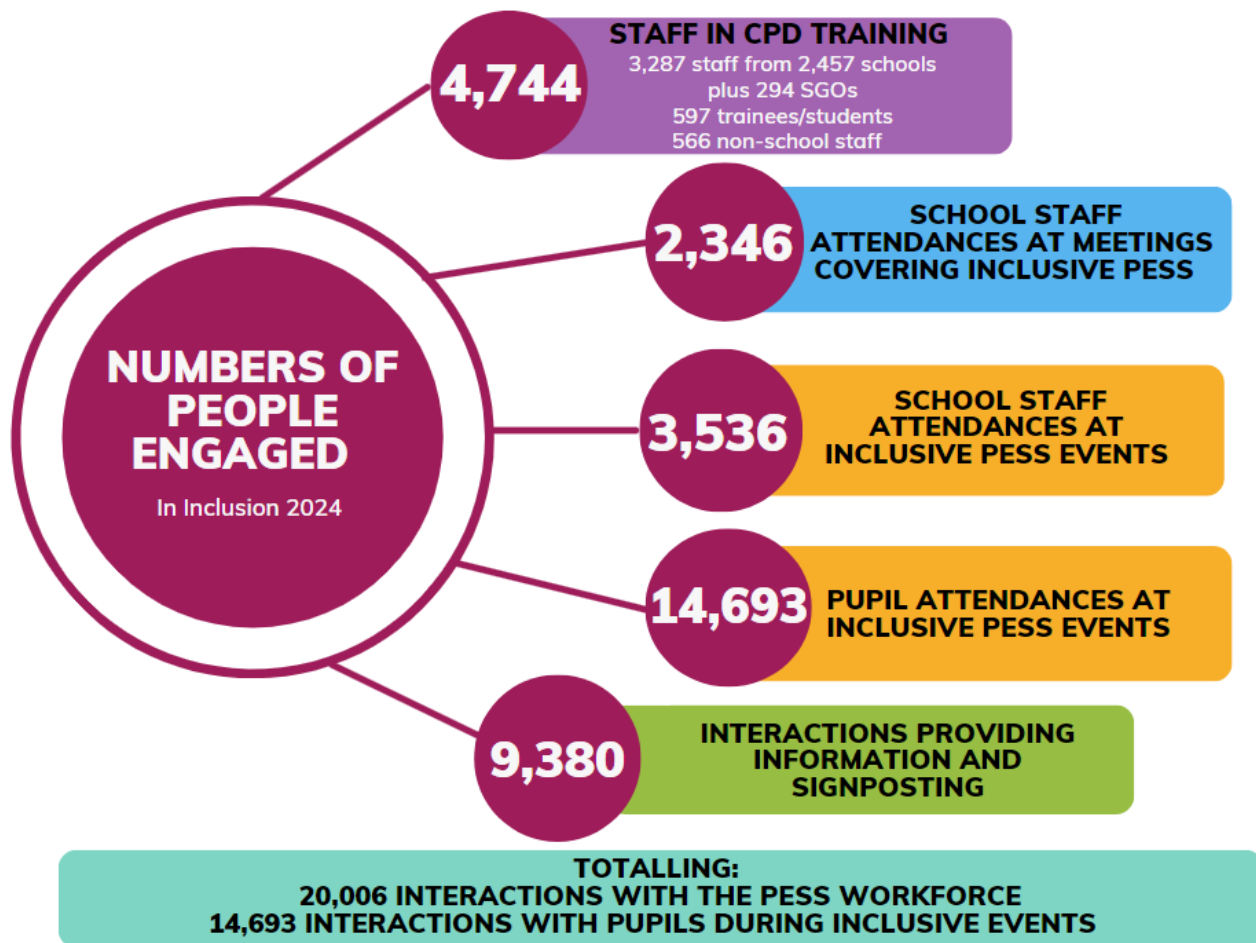 4,744
STAFF IN CPD TRAINING
3,287 staff from 2,457 schools
plus 294 SGOs
597 trainees/students
566 non-school staff
2,346
SCHOOL STAFF
ATTENDANCES AT MEETINGS
COVERING INCLUSIVE PESS
NUMBERS OF
PEOPLE
ENGAGED
In Inclusion 2024
3,536
SCHOOL STAFF
ATTENDANCES AT
INCLUSIVE PESS EVENTS
14,693
PUPIL ATTENDANCES AT
INCLUSIVE PESS EVENTS
9,380
INTERACTIONS PROVIDING
INFORMATION AND
SIGNPOSTING
TOTALLING:
20,006 INTERACTIONS WITH THE PESS WORKFORCE
14,693 INTERACTIONS WITH PUPILS DURING INCLUSIVE EVENTS